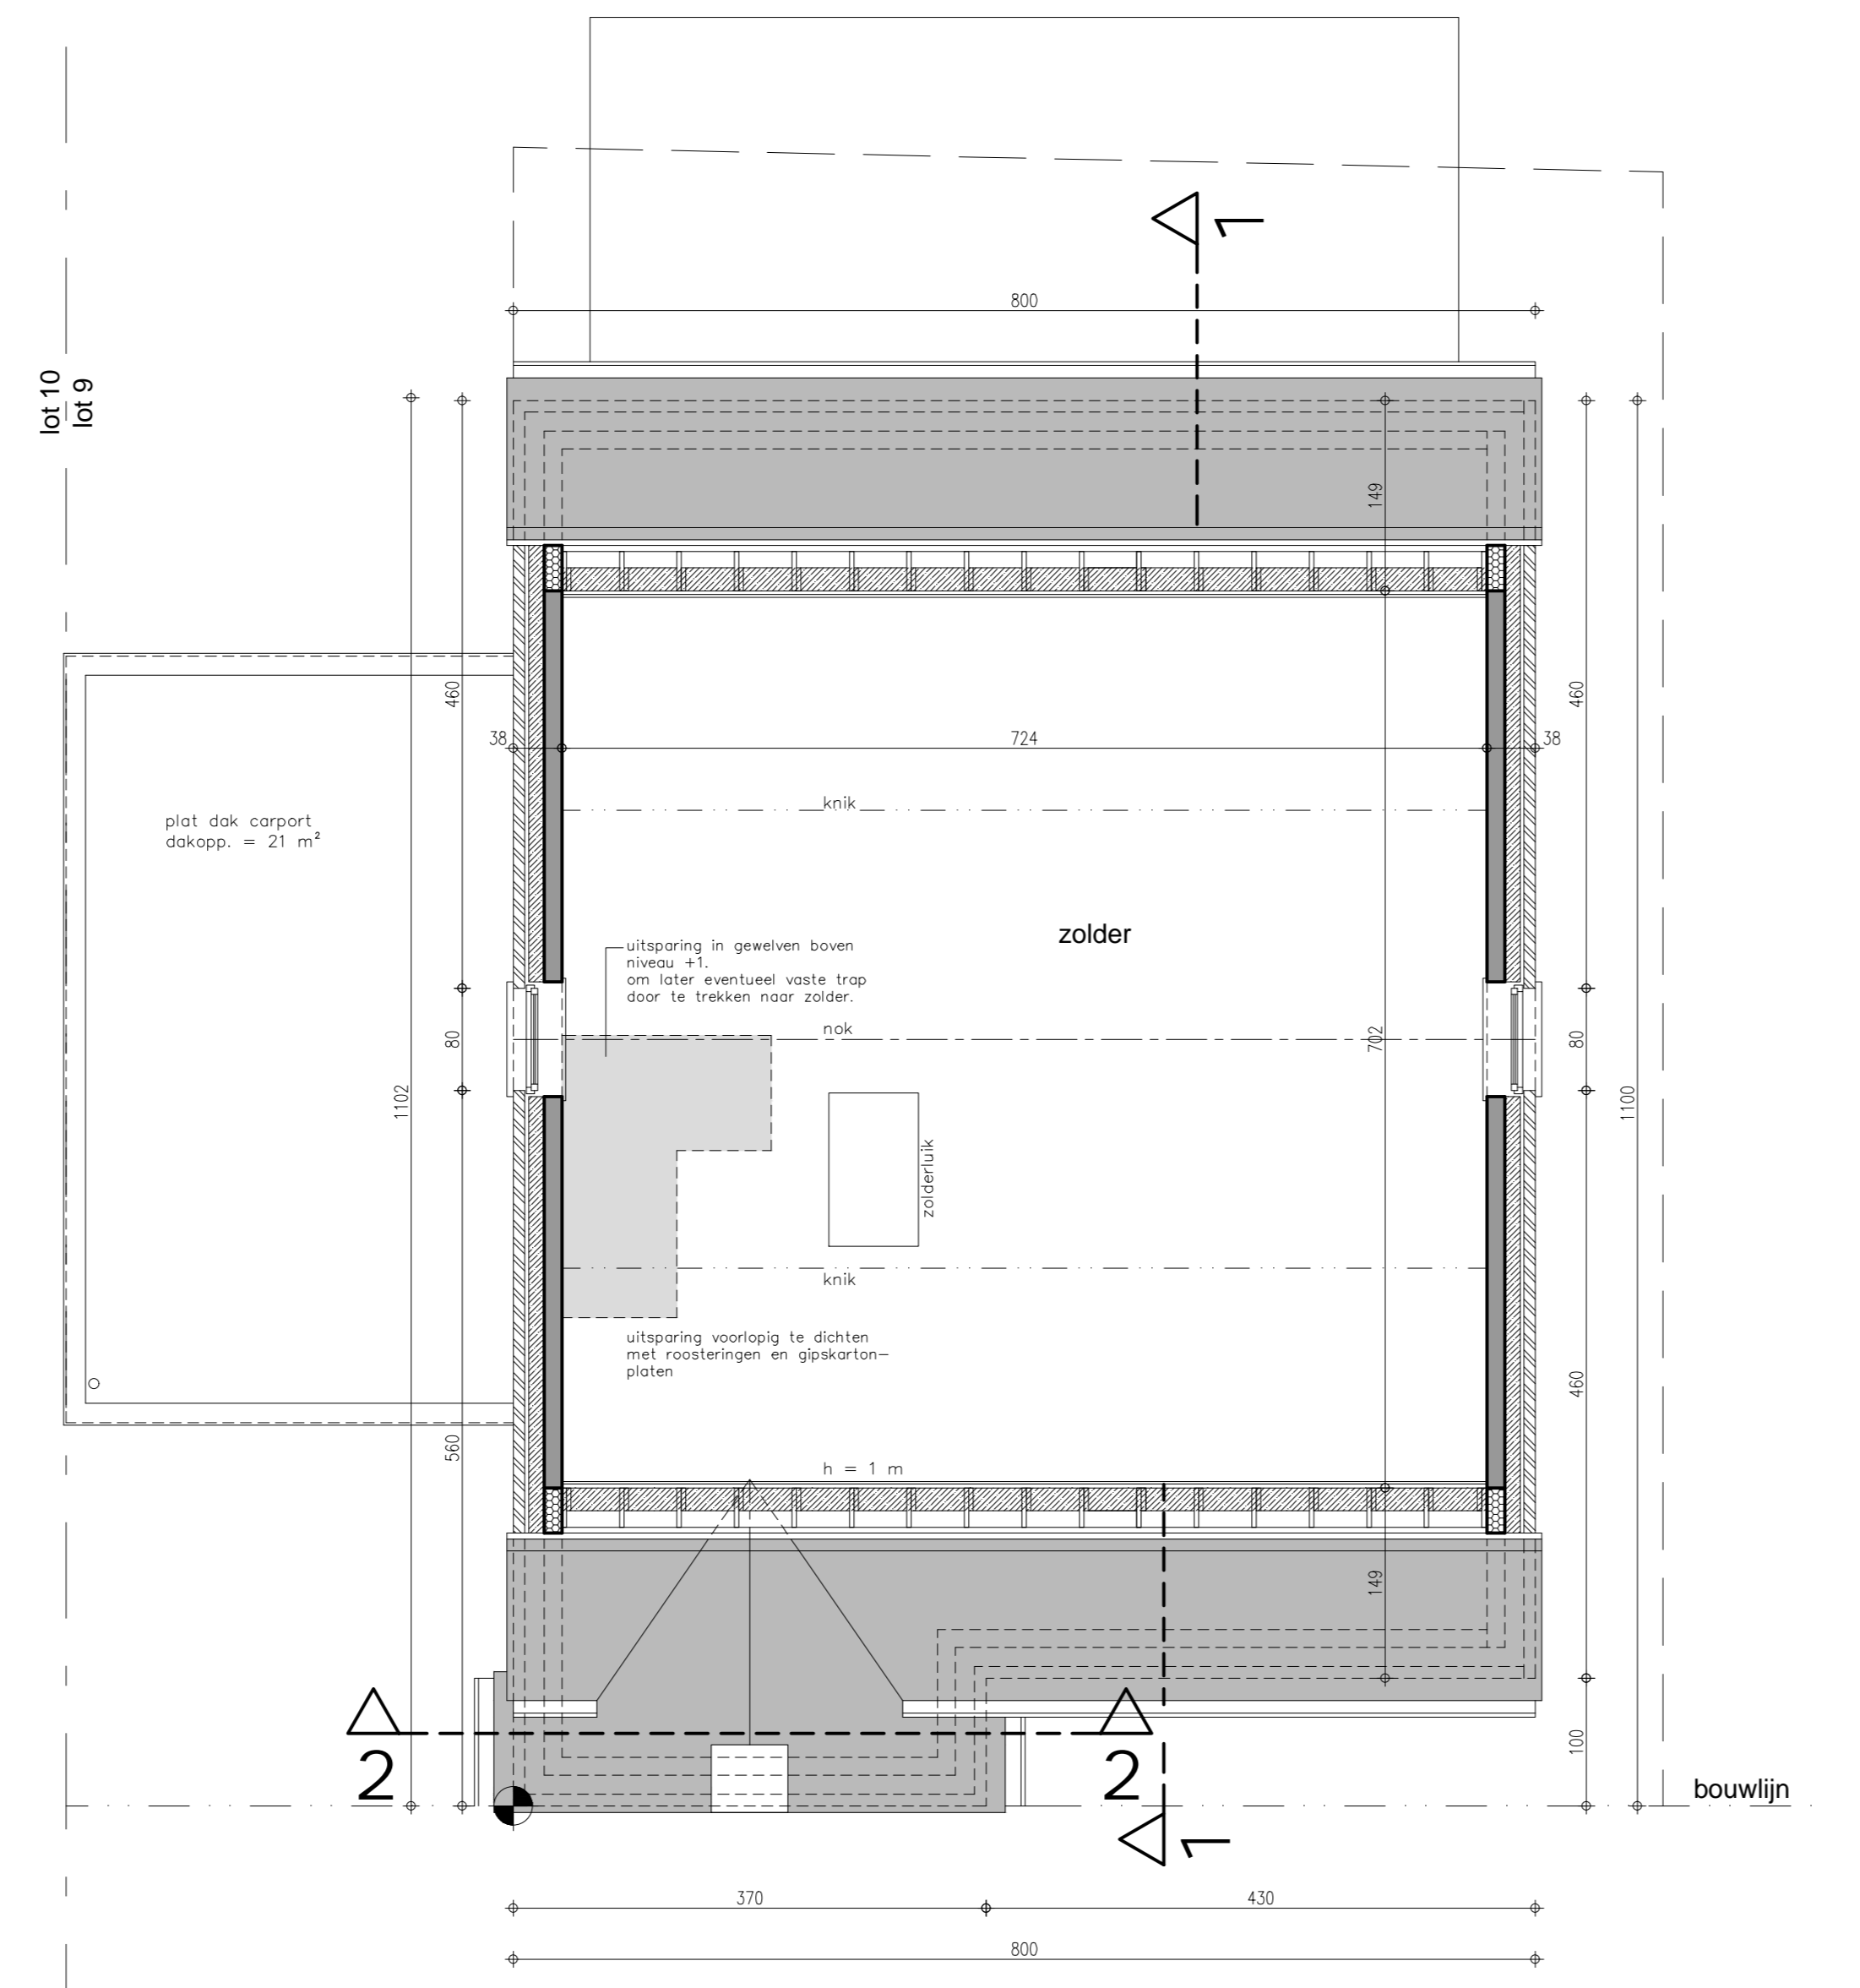 1
800
lot 10
lot 9
149
460
460
38
724
38
knik
plat dak carport
dakopp. = 21 m²
zolder
uitsparing in gewelven boven
niveau +1.
om later eventueel vaste trap
door te trekken naar zolder.
nok
80
702
80
1102
1100
zolderluik
knik
uitsparing voorlopig te dichten
met roosteringen en gipskarton–
platen
460
560
h = 1 m
149
2
2
100
bouwlijn
1
370
430
800